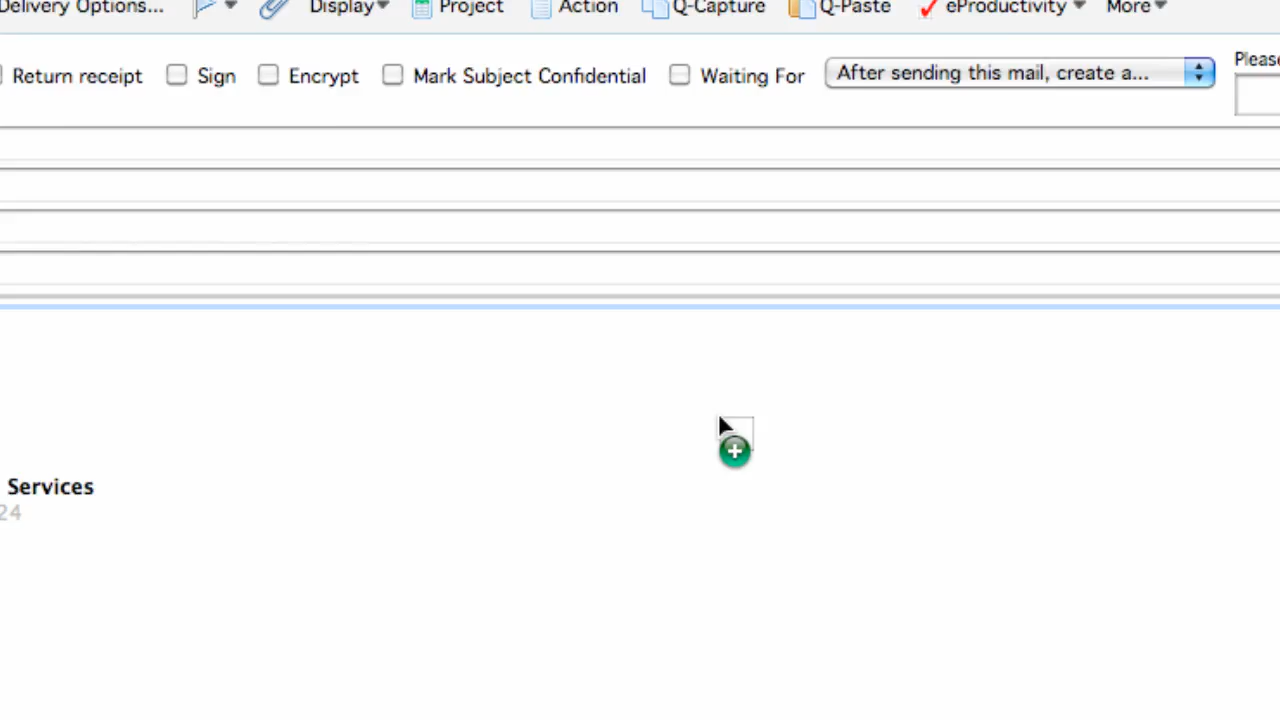 Delivery Options... Display Project Action Q-Capture Q-Paste eProductivity More
Please
Return receipt Sign Encrypt Mark Subject Confidential Waiting For After sending this mail, create a...
Services
24